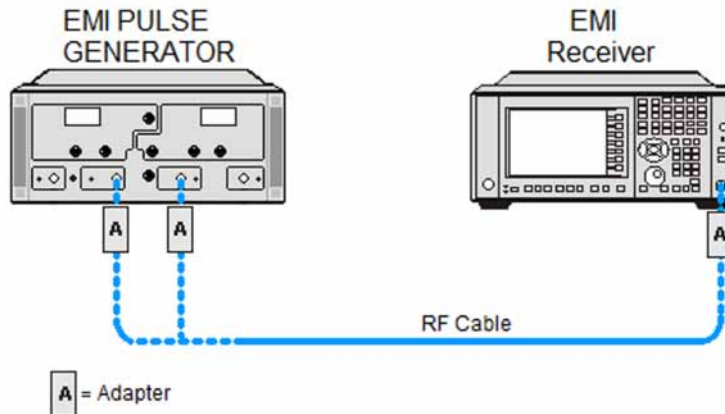 EMI PULSE
GENERATOR
EMI
Receiver
A
A
A
RF Cable
A = Adapter